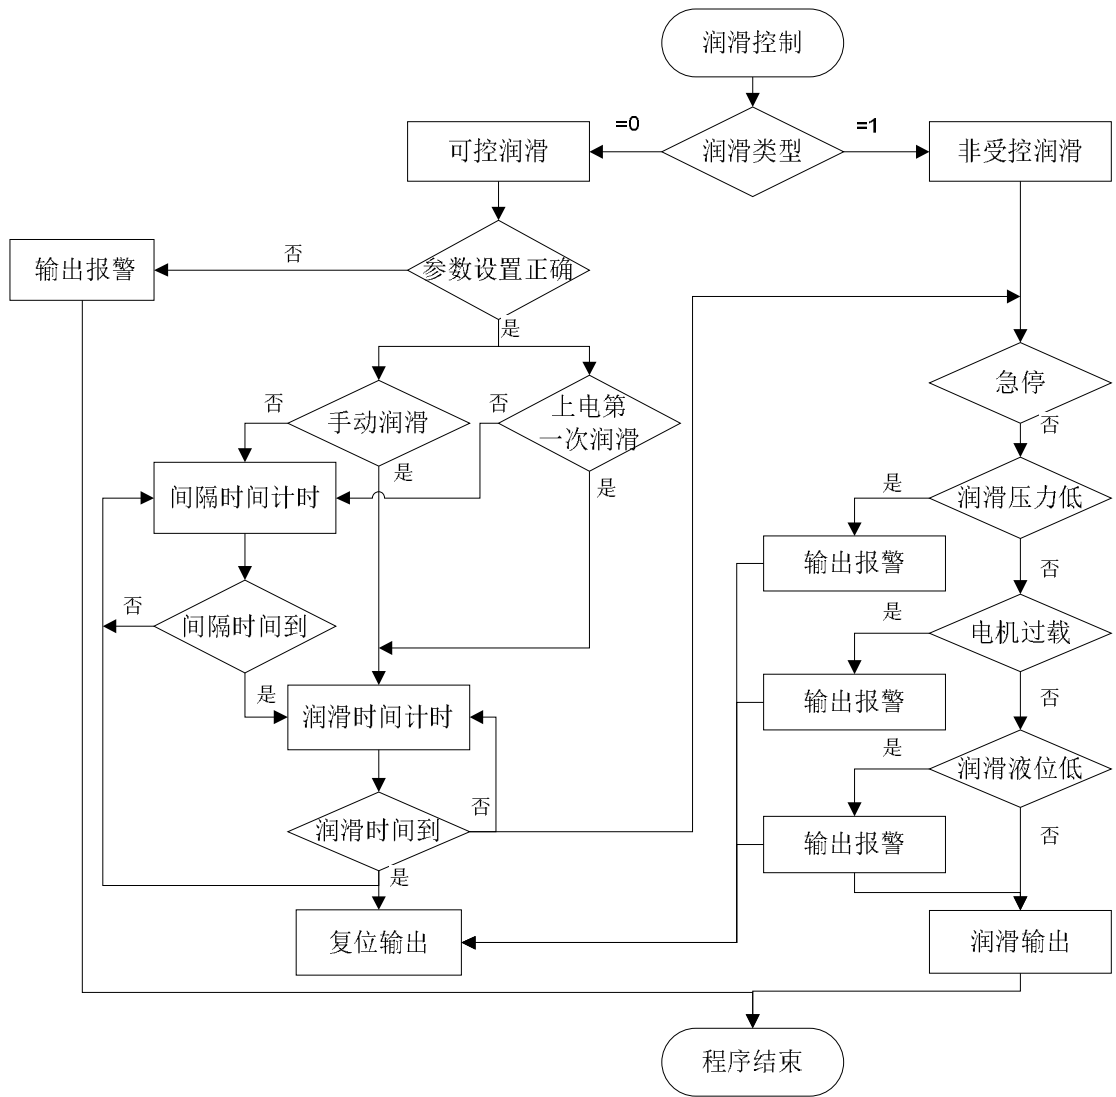 润滑控制
=0
=1
可控润滑
润滑类型
非受控润滑
否
输出报警
参数设置正确
是
急停
否
否
否
手动润滑
上电第
一次润滑
是
是
是
间隔时间计时
润滑压力低
输出报警
否
否
间隔时间到
是
电机过载
是
输出报警
否
润滑时间计时
是
润滑液位低
否
润滑时间到
输出报警
否
是
复位输出
润滑输出
程序结束